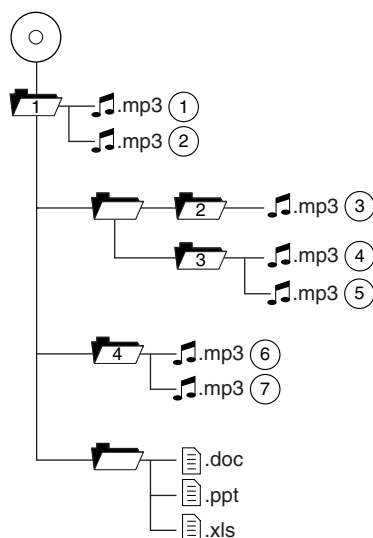 1 .mp3 1
.mp3 2
2 .mp3 3
3 .mp3 4
.mp3 5
4 .mp3 6
.mp3 7
.doc
.ppt
.xls